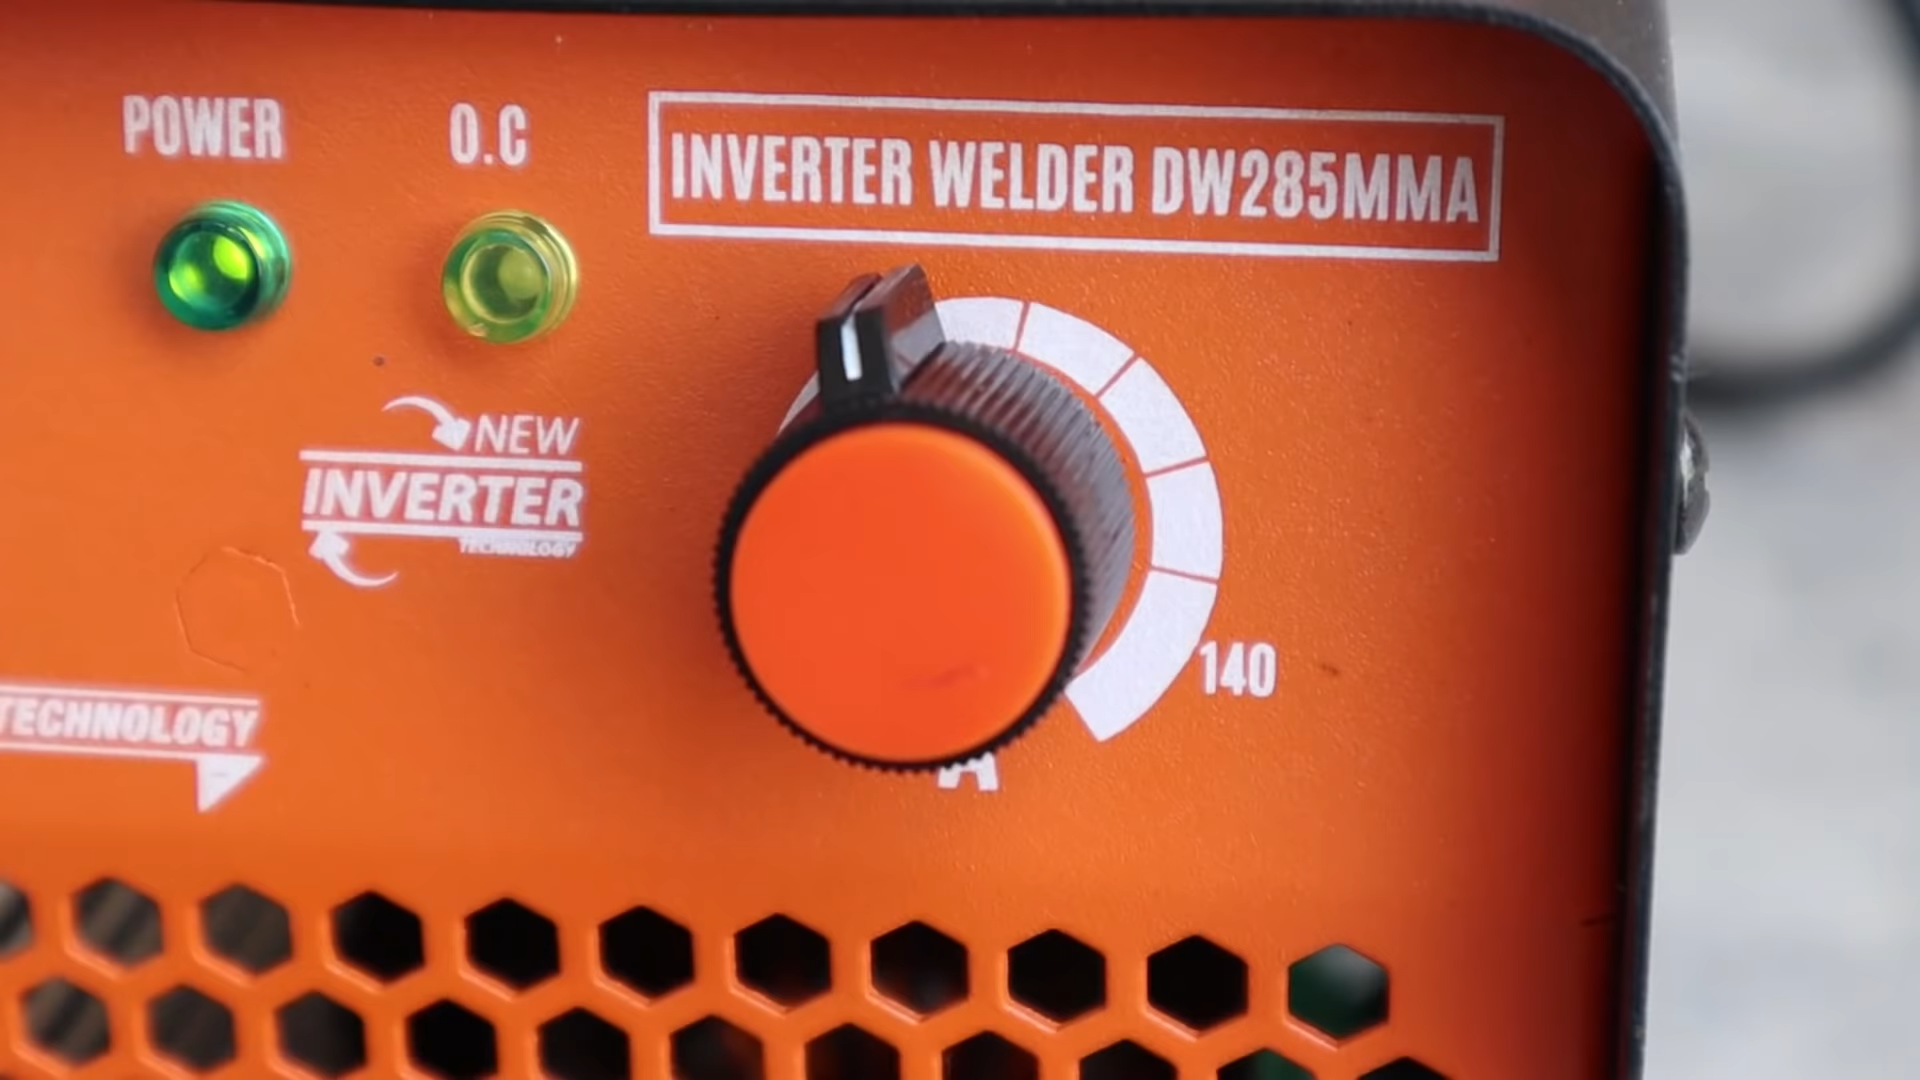 POWER
O.C
INVERTER WELDER DW285MMA
NEW
INVERTER
TECHNOLOGY
TECHNOLOGY
140
A